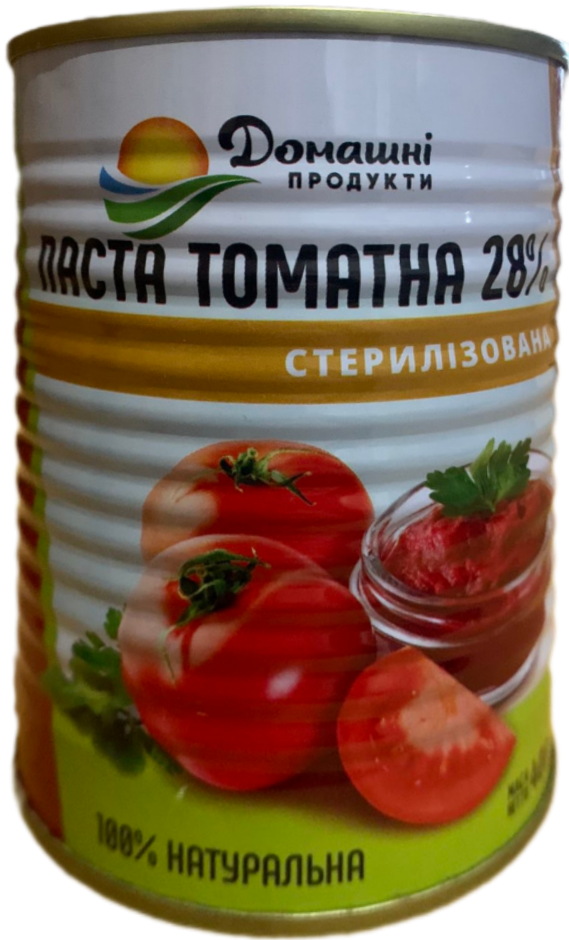 Домашні
ПРОДУКТИ
ПАСТА ТОМАТНА 28%
СТЕРИЛІЗОВАНА
100% НАТУРАЛЬНА